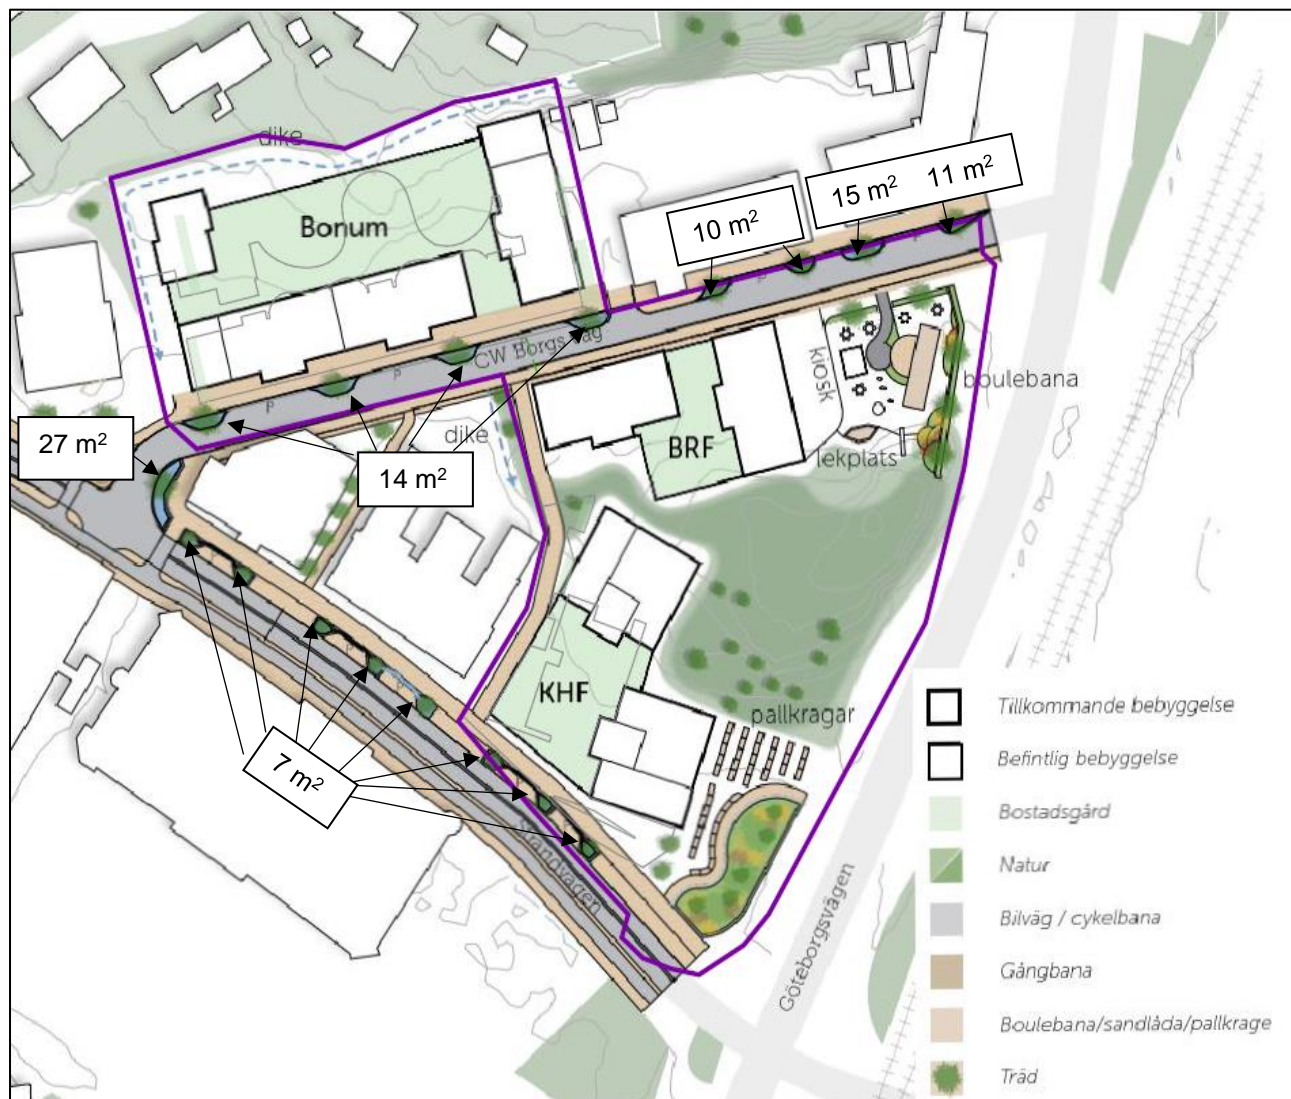 dike
Bonum
10 m²
15 m²
11 m²
P
P
CW Borgs väg
P
P
kiosk
boulebana
27 m²
dike
14 m²
BRF
lekplats
KHF
pallkragar
7 m²
Strandvägen
Göteborgsvägen
Tillkommande bebyggelse
Befintlig bebyggelse
Bostadsgård
Natur
Bilväg / cykelbana
Gångbana
Boulebana/sandlåda/pallkrage
Träd